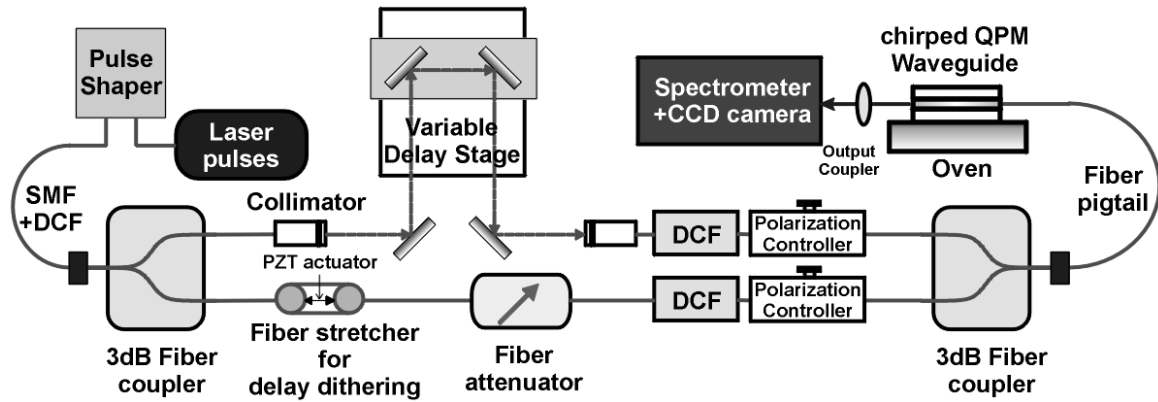 Pulse
Shaper
Laser
pulses
SMF
+DCF
3dB Fiber
coupler
Collimator
PZT actuator
Fiber stretcher
for
delay dithering
Variable
Delay Stage
Fiber
attenuator
DCF
Polarization
Controller
DCF
Polarization
Controller
Spectrometer
+CCD camera
Output
Coupler
chirped QPM
Waveguide
Oven
Fiber
pigtail
3dB Fiber
coupler